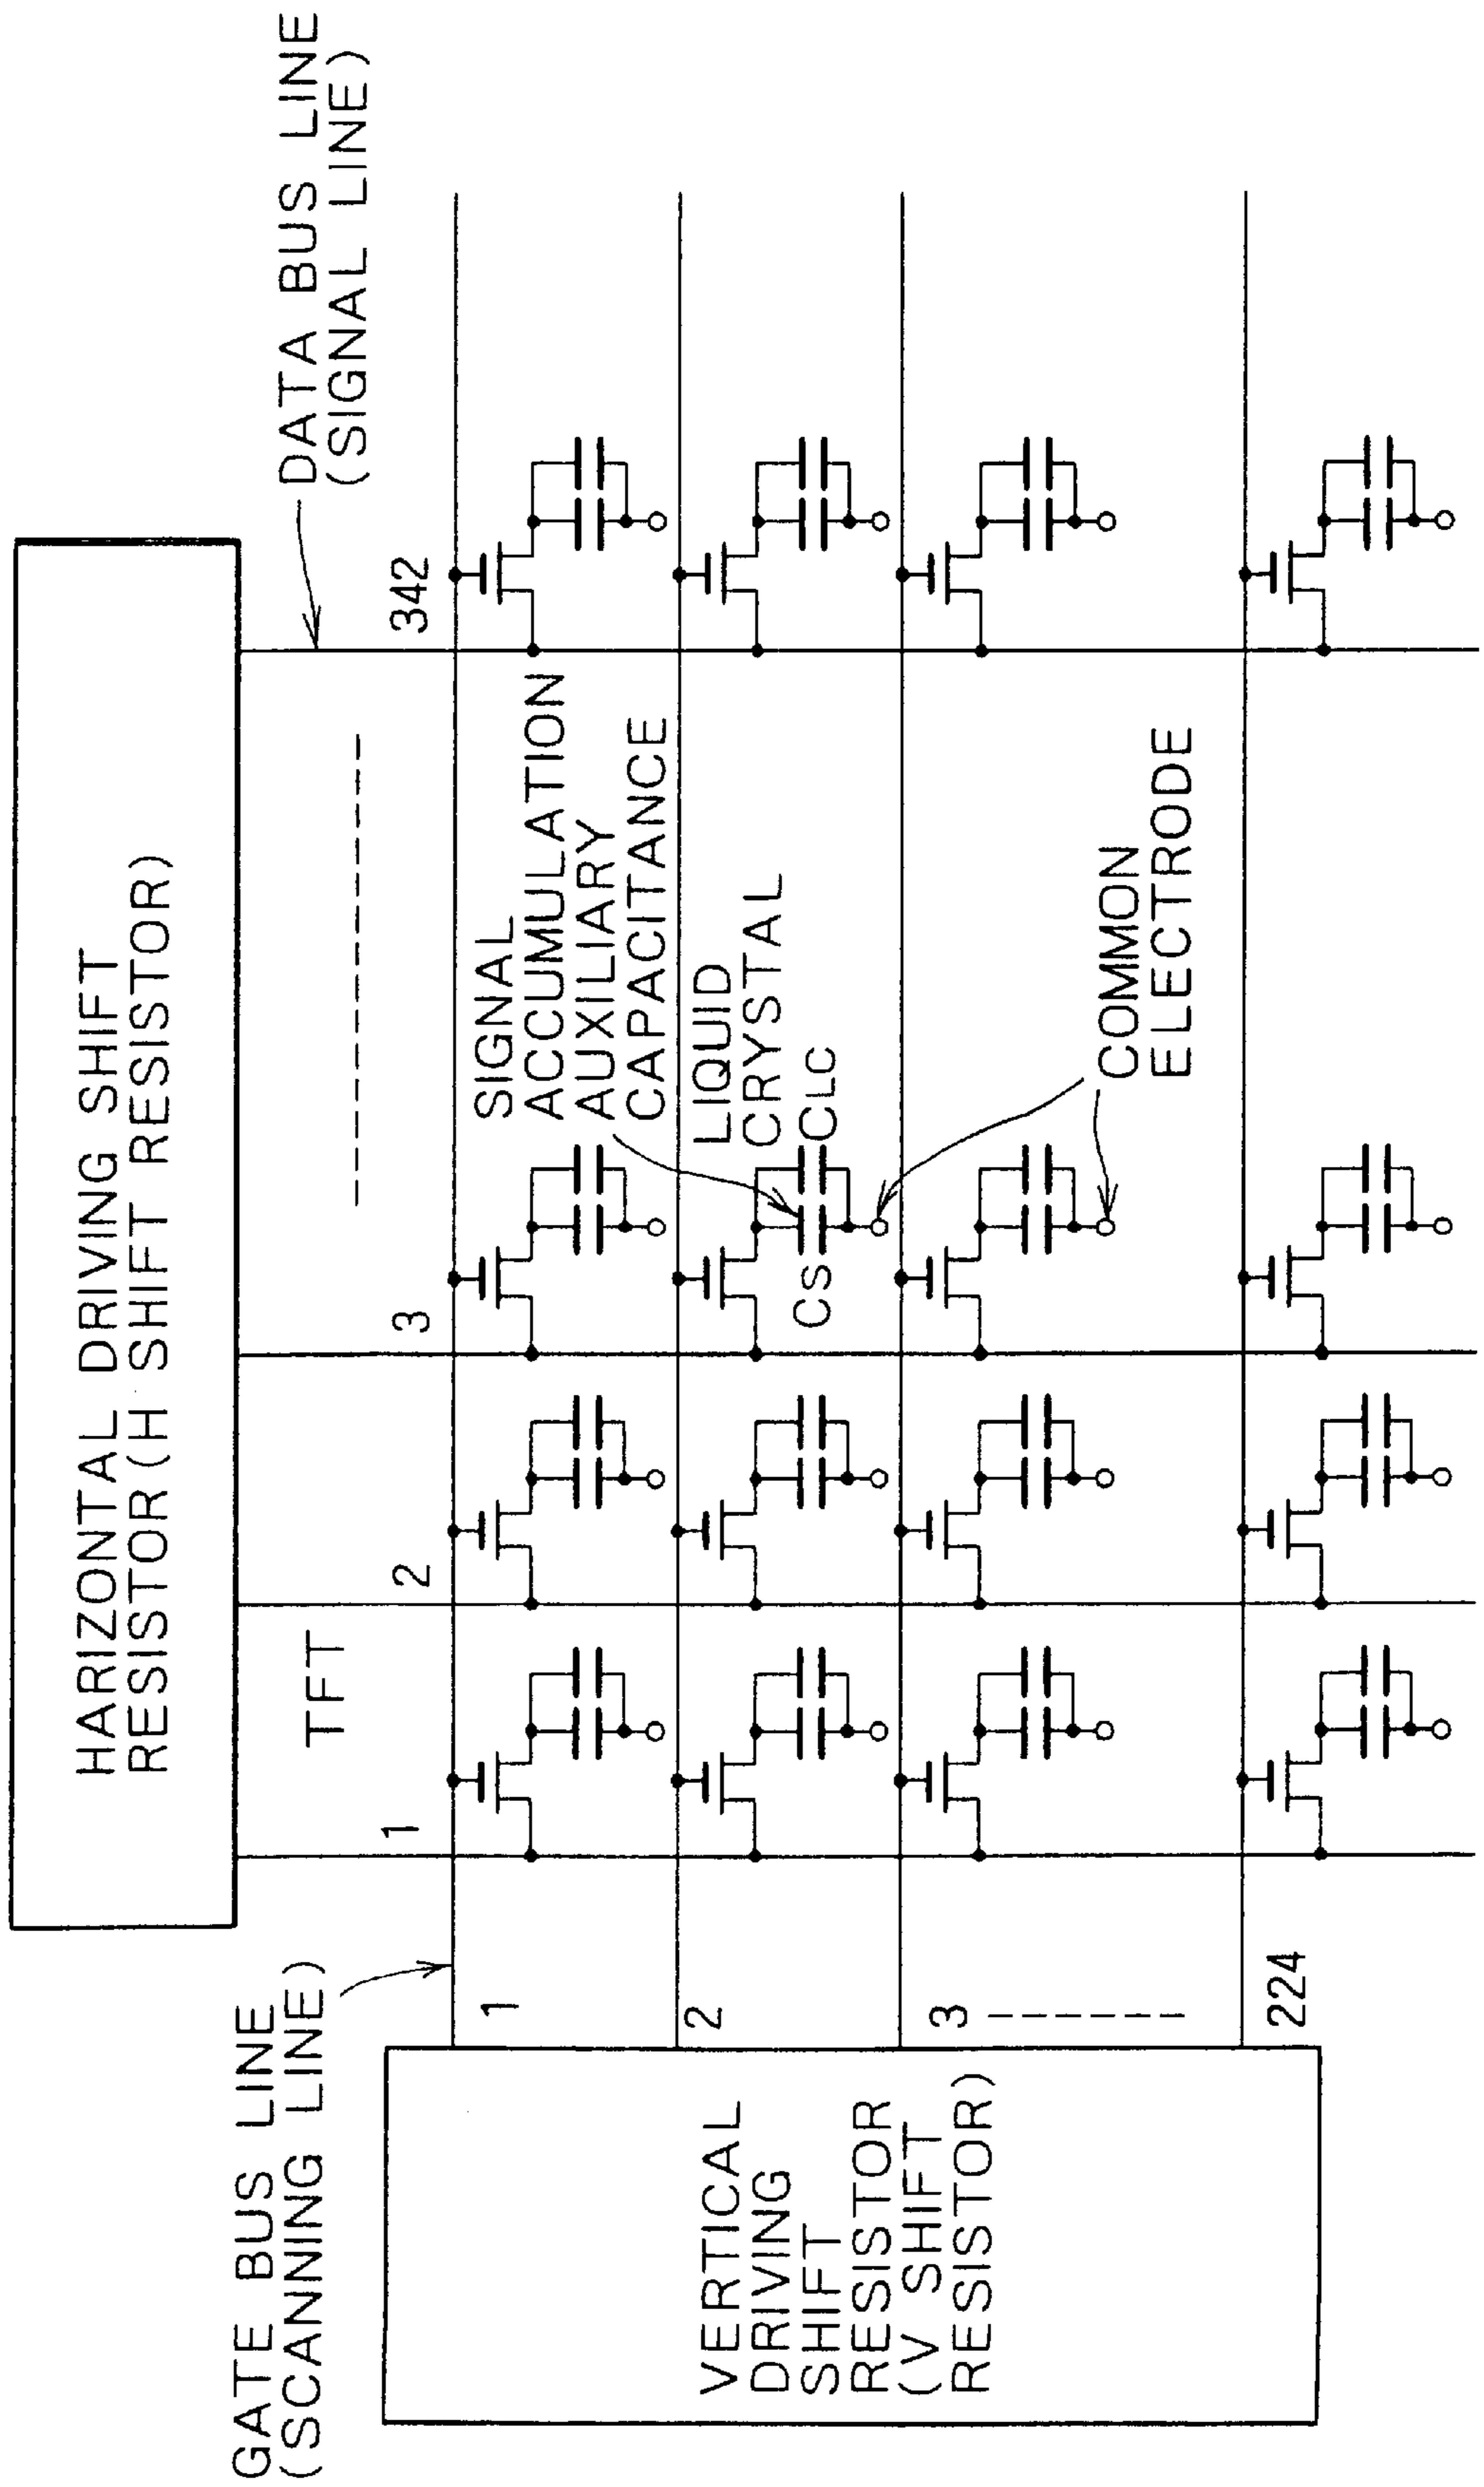 HARIZONTAL DRIVING SHIFT
RESISTOR(H SHIFT RESISTOR)
DATA BUS LINE
(SIGNAL LINE)
GATE BUS LINE
(SCANNING LINE)
TFT
1
2
3
342
1
2
3
224
SIGNAL
ACCUMULATION
AUXILIARY
CAPACITANCE
LIQUID
CRYSTAL
CS
CLC
COMMON
ELECTRODE
VERTICAL
DRIVING
SHIFT
RESISTOR
(V SHIFT
RESISTOR)